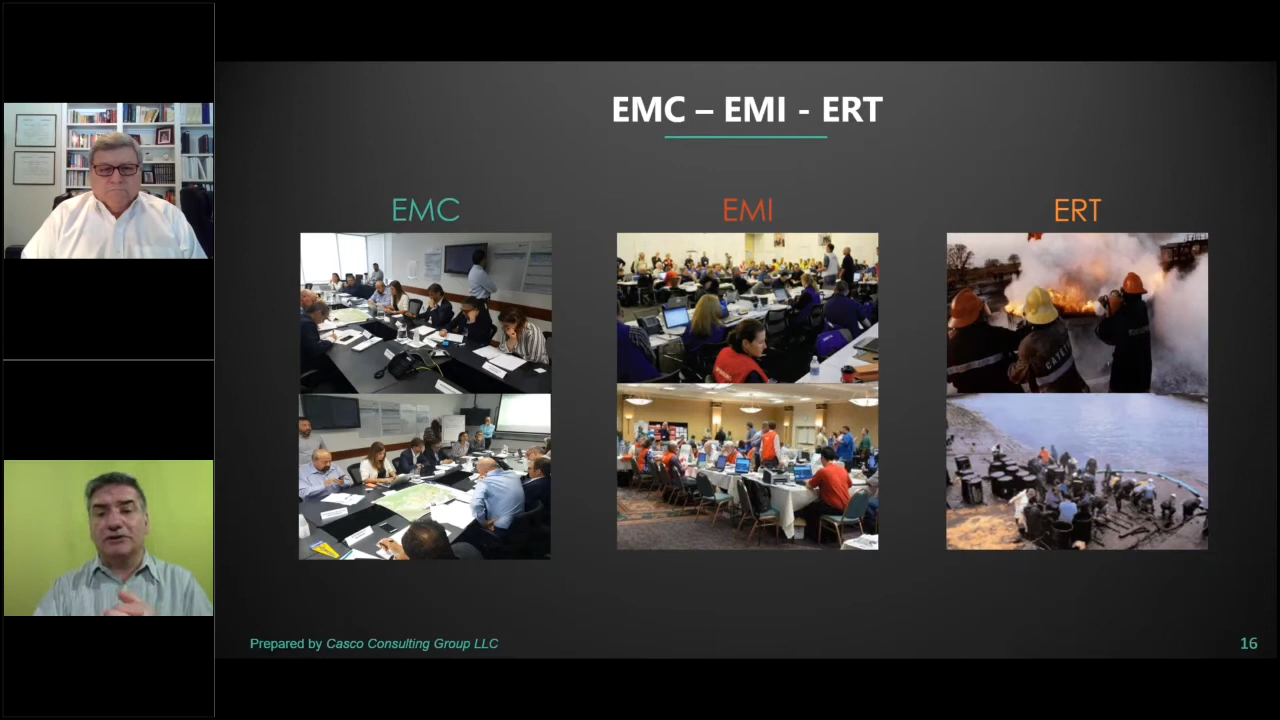 EMC – EMI - ERT
EMC
EMI
ERT
Prepared by Casco Consulting Group LLC
16